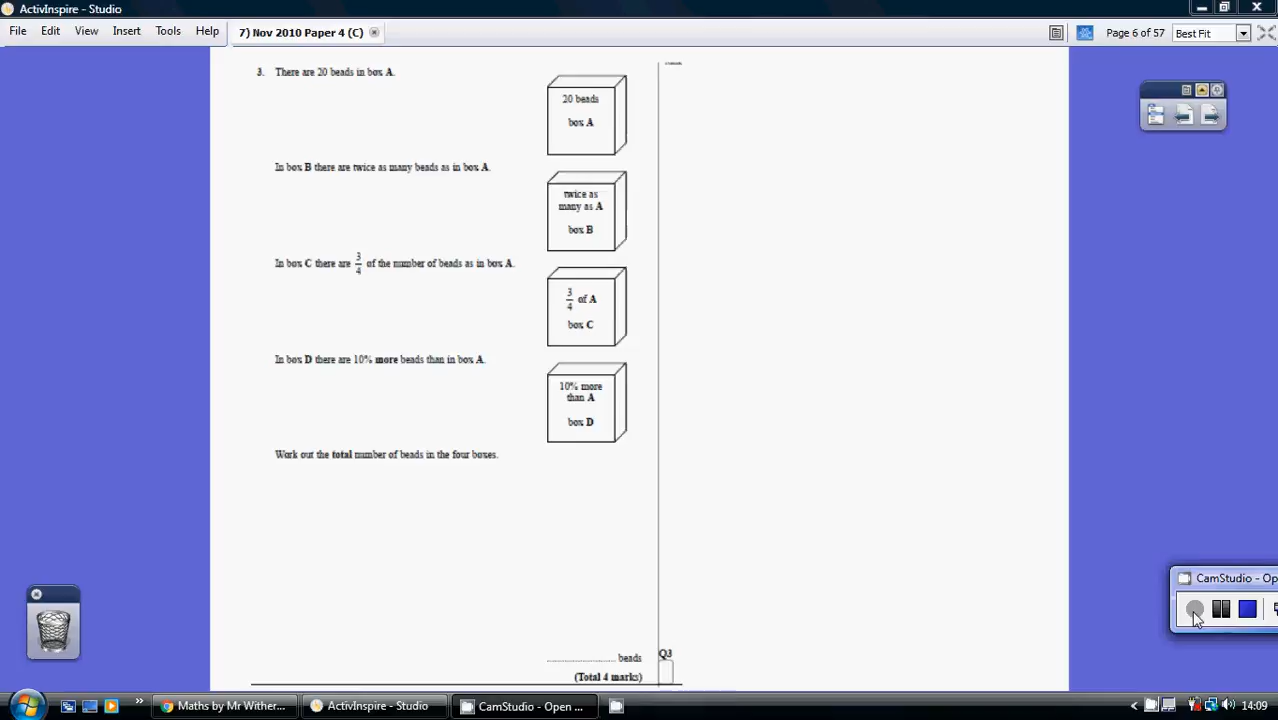 ActivInspire - Studio
File Edit View Insert Tools Help
7) Nov 2010 Paper 4 (C)
Page 6 of 57
Best Fit
3. There are 20 beads in box A.
20 beads
box A
In box B there are twice as many beads as in box A.
twice as
many as A
box B
In box C there are 3/4 of the number of beads as in box A.
3/4 of A
box C
In box D there are 10% more beads than in box A.
10% more
than A
box D
Work out the total number of beads in the four boxes.
CamStudio - Ope
.................... beads
Q3
(Total 4 marks)
Maths by Mr Wither...
ActivInspire - Studio
CamStudio - Open ...
14:09